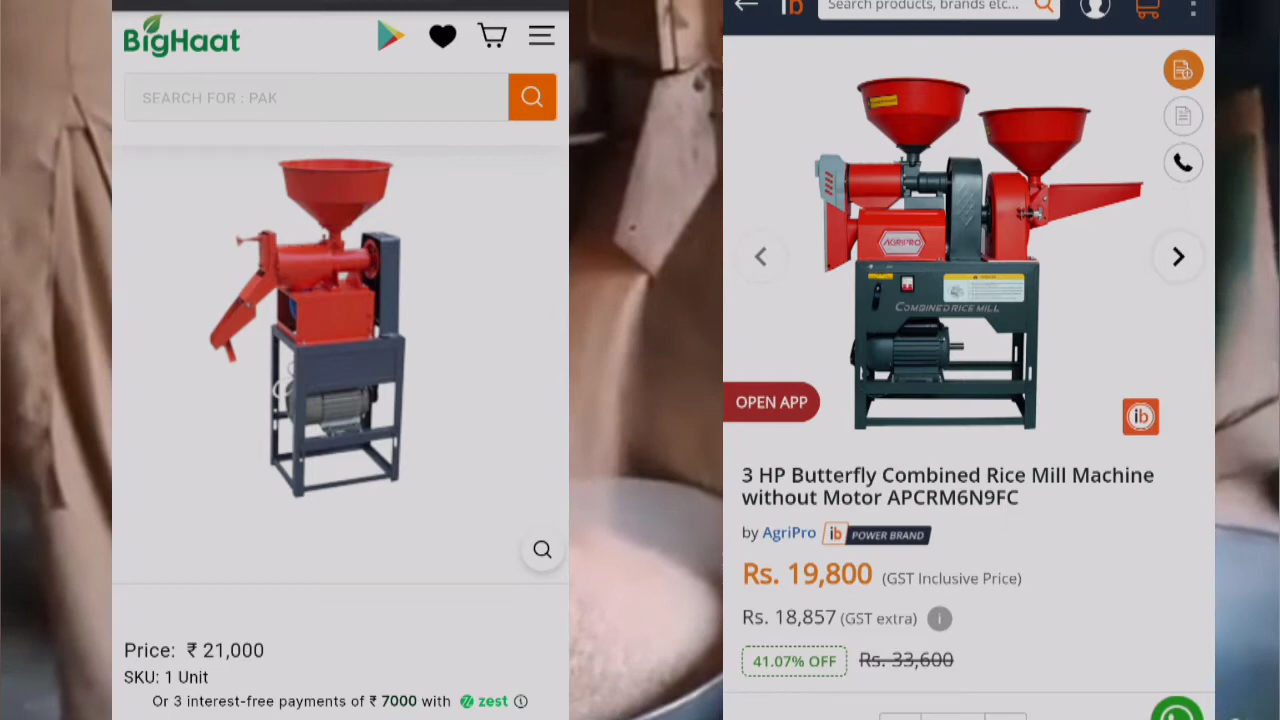 BigHaat
SEARCH FOR : PAK
Price: ₹ 21,000
SKU: 1 Unit
Or 3 interest-free payments of ₹ 7000 with zest
ib
Search products, brands etc...
AGRIPRO
COMBINED RICE MILL
OPEN APP
ib
3 HP Butterfly Combined Rice Mill Machine
without Motor APCRM6N9FC
by AgriPro ib POWER BRAND
Rs. 19,800 (GST Inclusive Price)
Rs. 18,857 (GST extra) i
41.07% OFF Rs. 33,600